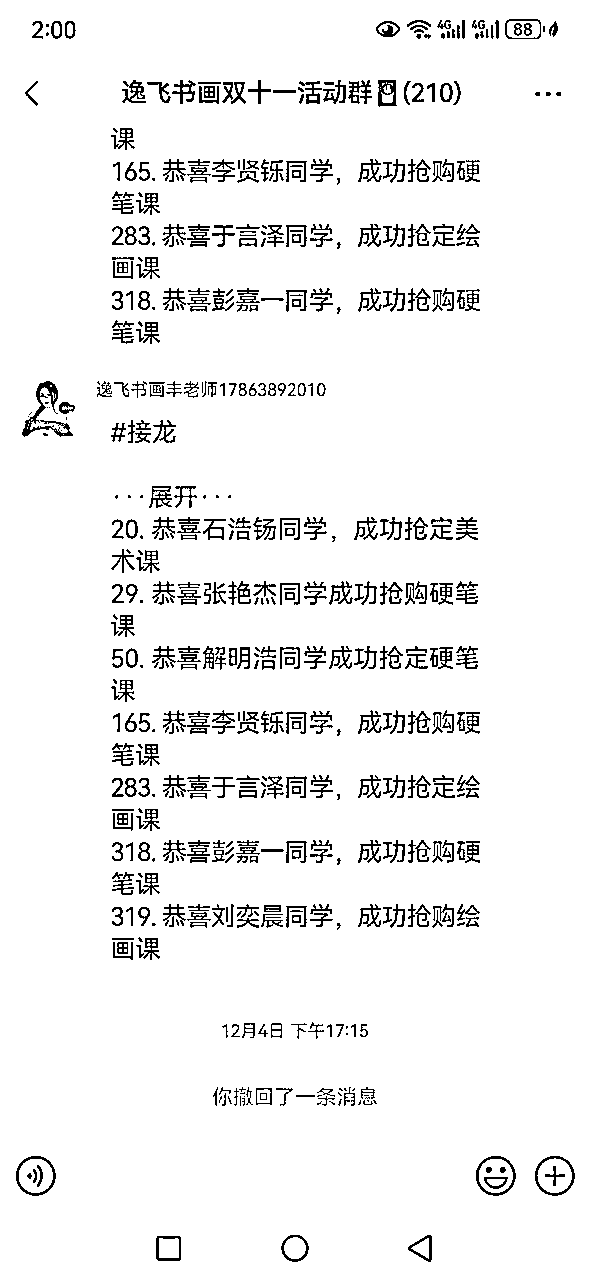 2:00
4G
4G
88
逸飞书画双十一活动群(210)
课
165. 恭喜李贤铄同学，成功抢购硬
笔课
283. 恭喜于言泽同学，成功抢定绘
画课
318. 恭喜彭嘉一同学，成功抢购硬
笔课
逸飞书画丰老师17863892010
#接龙
···展开···
20. 恭喜石浩钖同学，成功抢定美
术课
29. 恭喜张艳杰同学成功抢购硬笔
课
50. 恭喜解明浩同学成功抢定硬笔
课
165. 恭喜李贤铄同学，成功抢购硬
笔课
283. 恭喜于言泽同学，成功抢定绘
画课
318. 恭喜彭嘉一同学，成功抢购硬
笔课
319. 恭喜刘奕晨同学，成功抢购绘
画课
12月4日 下午17:15
你撤回了一条消息